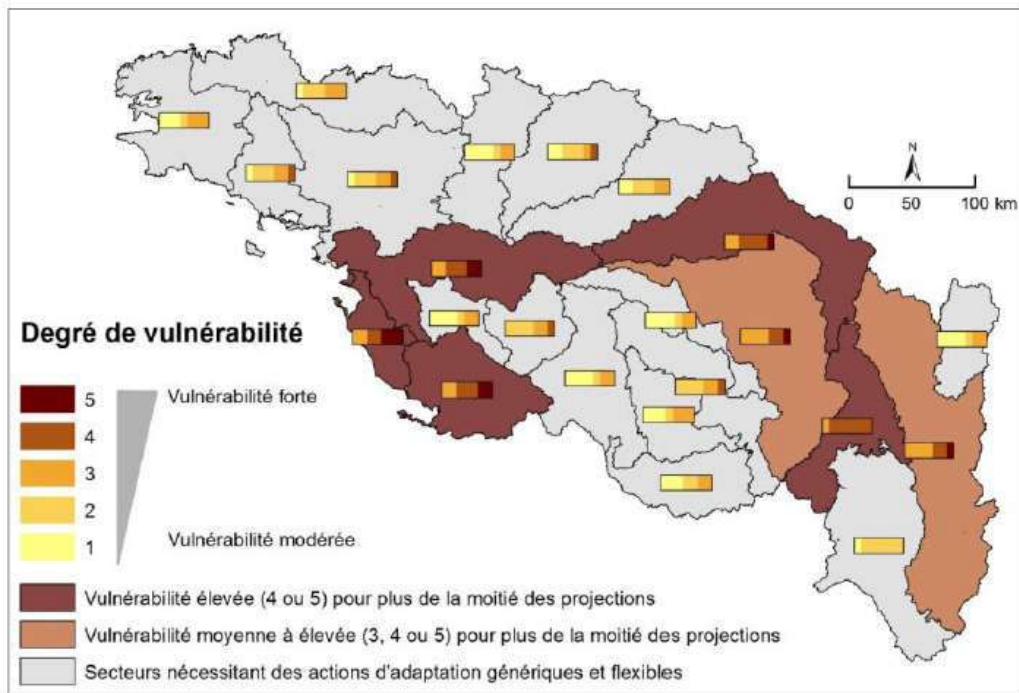 N
0 50 100 km
Degré de vulnérabilité
5
Vulnérabilité forte
4
3
2
1
Vulnérabilité modérée
Vulnérabilité élevée (4 ou 5) pour plus de la moitié des projections
Vulnérabilité moyenne à élevée (3, 4 ou 5) pour plus de la moitié des projections
Secteurs nécessitant des actions d'adaptation génériques et flexibles